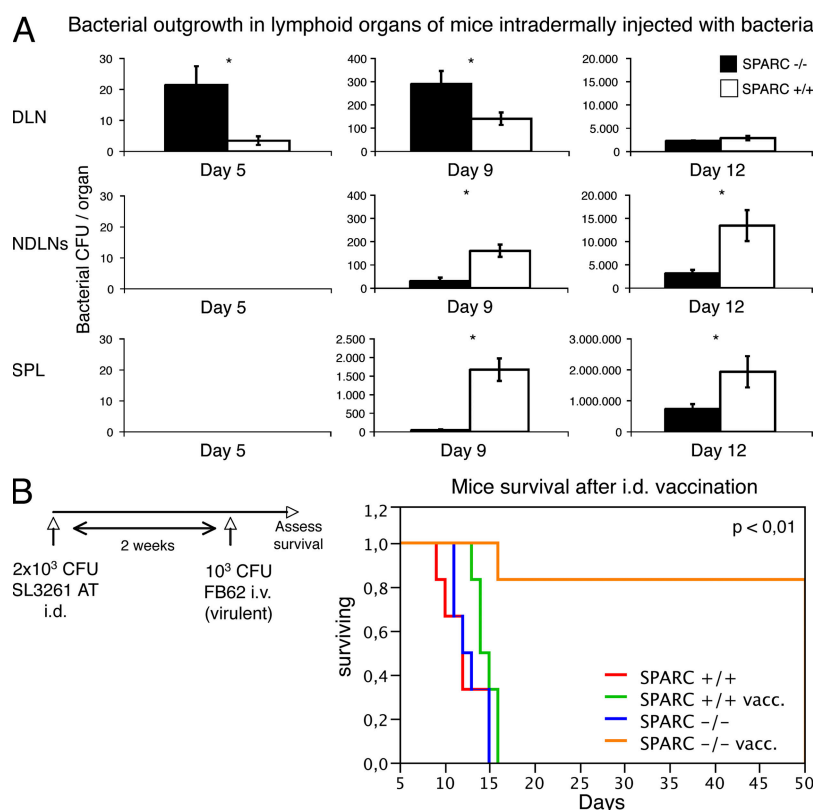 A
Bacterial outgrowth in lymphoid organs of mice intradermally injected with bacteria
Bacterial CFU / organ
SPARC -/-
SPARC +/+
DLN
30
20
10
0
*
Day 5
400
300
200
100
0
*
Day 9
20.000
15.000
10.000
5.000
0
Day 12
NDLNs
30
20
10
0
Day 5
400
300
200
100
0
*
Day 9
20.000
15.000
10.000
5.000
0
*
Day 12
SPL
30
20
10
0
Day 5
2.500
2.000
1.500
1.000
500
0
*
Day 9
3.000.000
2.000.000
1.000.000
0
*
Day 12
B
2 weeks
Assess
survival
2x10³ CFU
SL3261 AT
i.d.
10³ CFU
FB62 i.v.
(virulent)
Mice survival after i.d. vaccination
p < 0,01
surviving
1,2
1,0
0,8
0,6
0,4
0,2
0,0
SPARC +/+
SPARC +/+ vacc.
SPARC -/-
SPARC -/- vacc.
5 10 15 20 25 30 35 40 45 50
Days